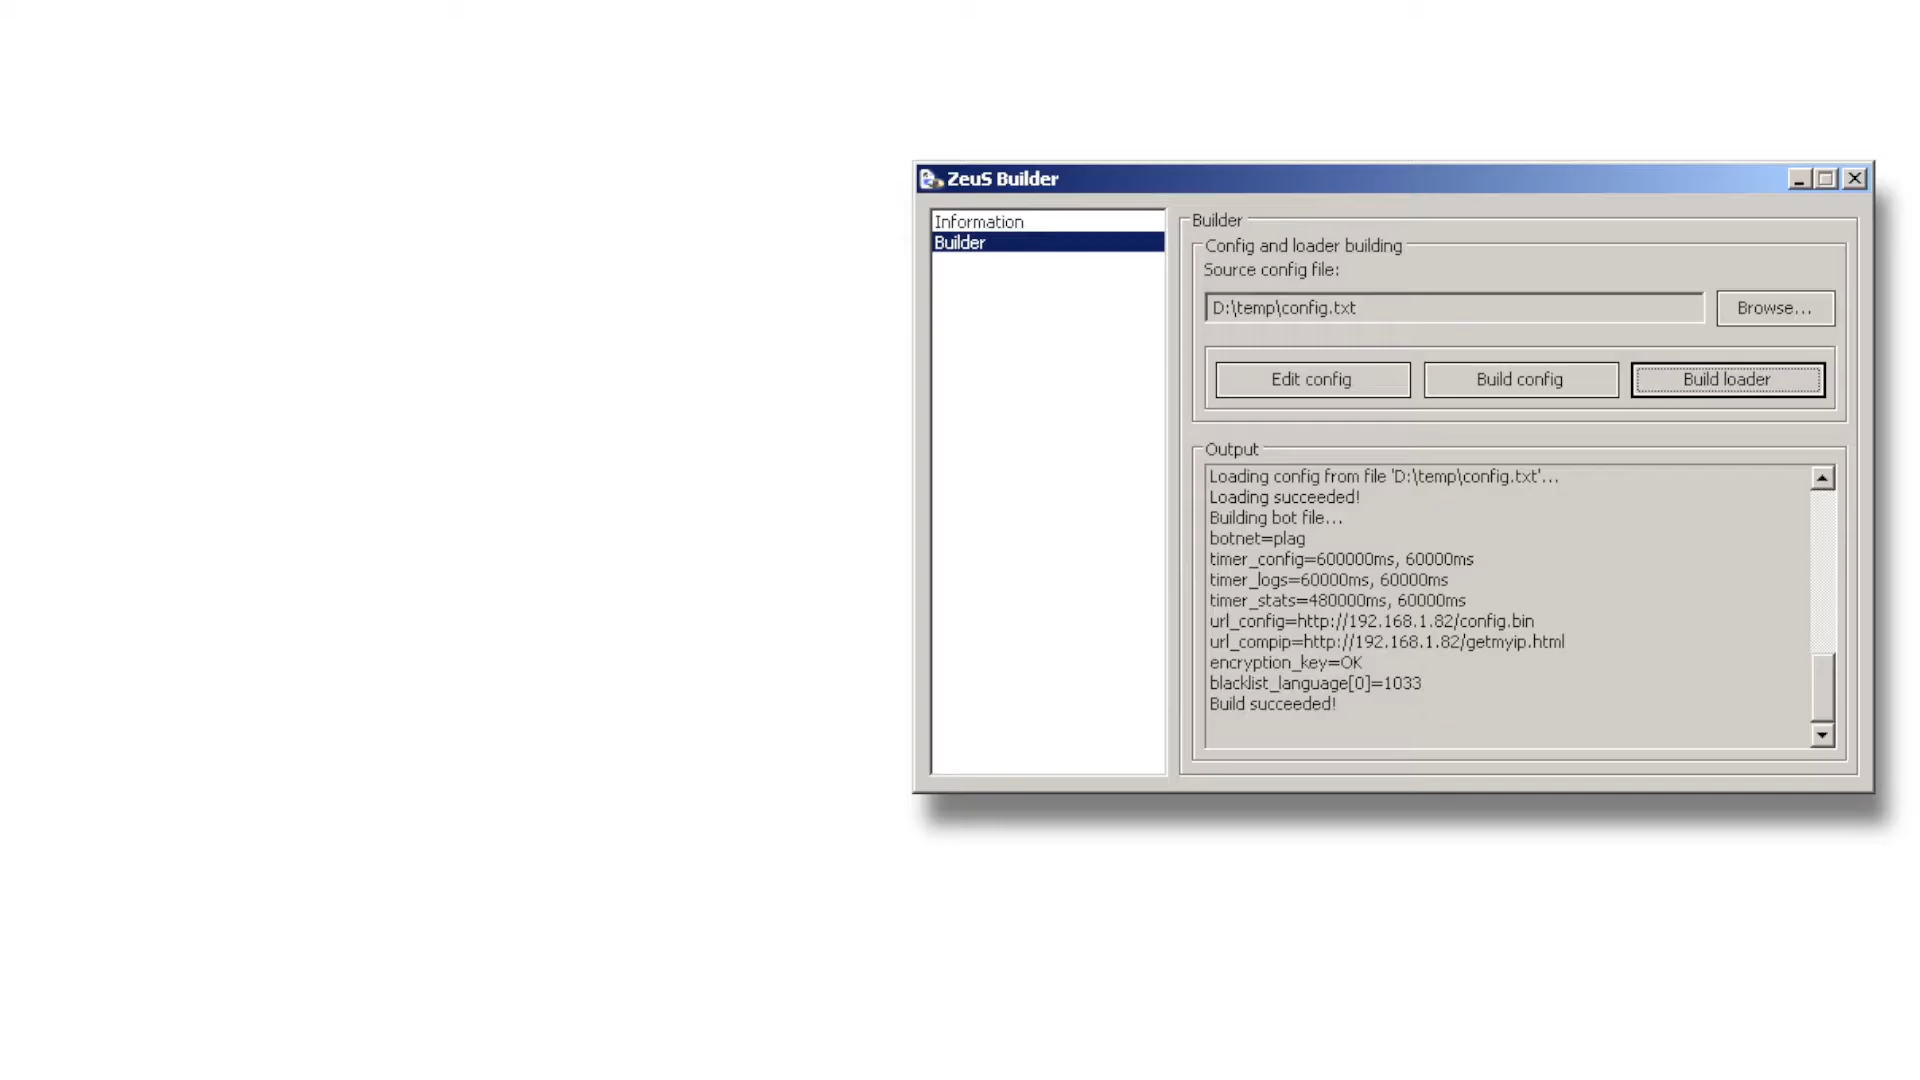 ZeuS Builder
Information
Builder
Builder
Config and loader building
Source config file:
D:\temp\config.txt
Browse...
Edit config
Build config
Build loader
Output
Loading config from file 'D:\temp\config.txt'...
Loading succeeded!
Building bot file...
botnet=plag
timer_config=600000ms, 60000ms
timer_logs=60000ms, 60000ms
timer_stats=480000ms, 60000ms
url_config=http://192.168.1.82/config.bin
url_compip=http://192.168.1.82/getmyip.html
encryption_key=OK
blacklist_language[0]=1033
Build succeeded!